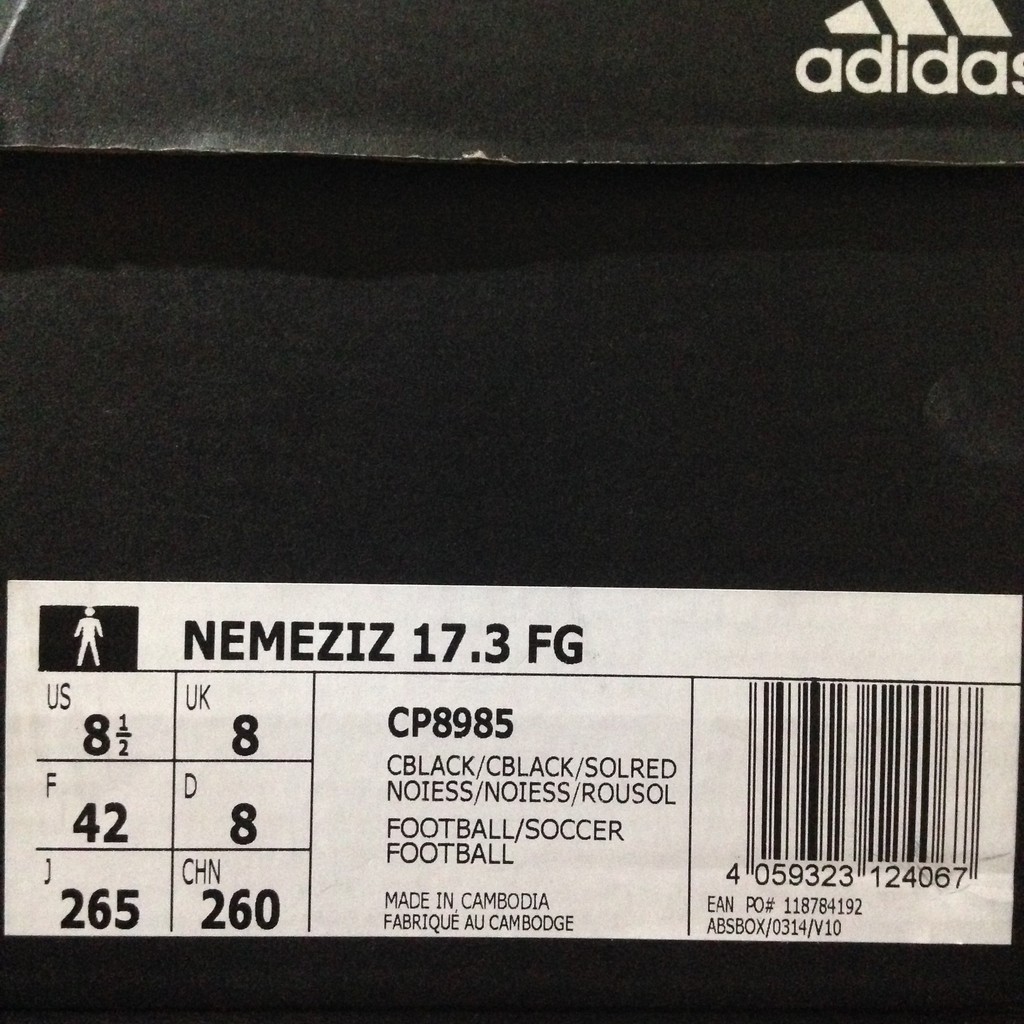 adidas
NEMEZIZ 17.3 FG
US 8½
UK 8
F 42
D 8
J 265
CHN 260
CP8985
CBLACK/CBLACK/SOLRED
NOIESS/NOIESS/ROUSOL
FOOTBALL/SOCCER
FOOTBALL
MADE IN CAMBODIA
FABRIQUÉ AU CAMBODGE
4 059323 124067
EAN PO# 118784192
ABSBOX/0314/V10